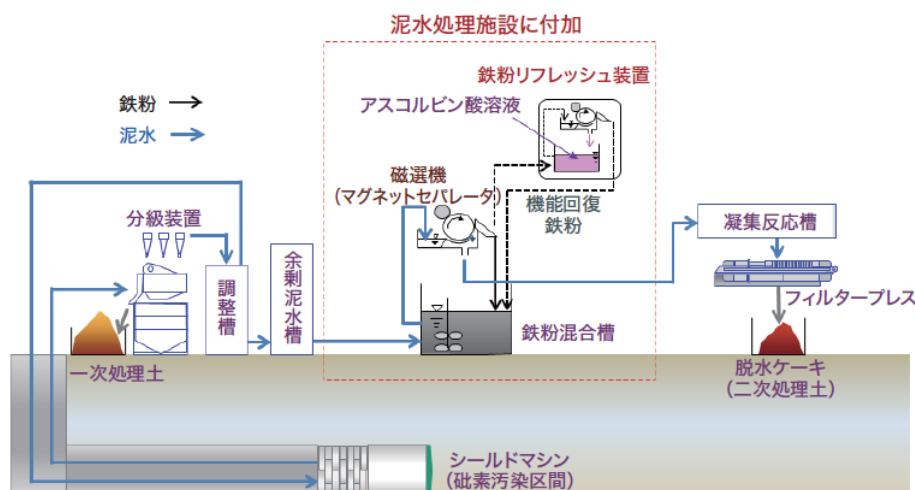 泥水処理施設に付加
鉄粉リフレッシュ装置
アスコルビン酸溶液
鉄粉
泥水
磁選機
(マグネットセパレータ)
機能回復
鉄粉
分級装置
調整槽
余剰泥水槽
凝集反応槽
フィルタープレス
鉄粉混合槽
一次処理土
脱水ケーキ
(二次処理土)
シールドマシン
(砒素汚染区間)